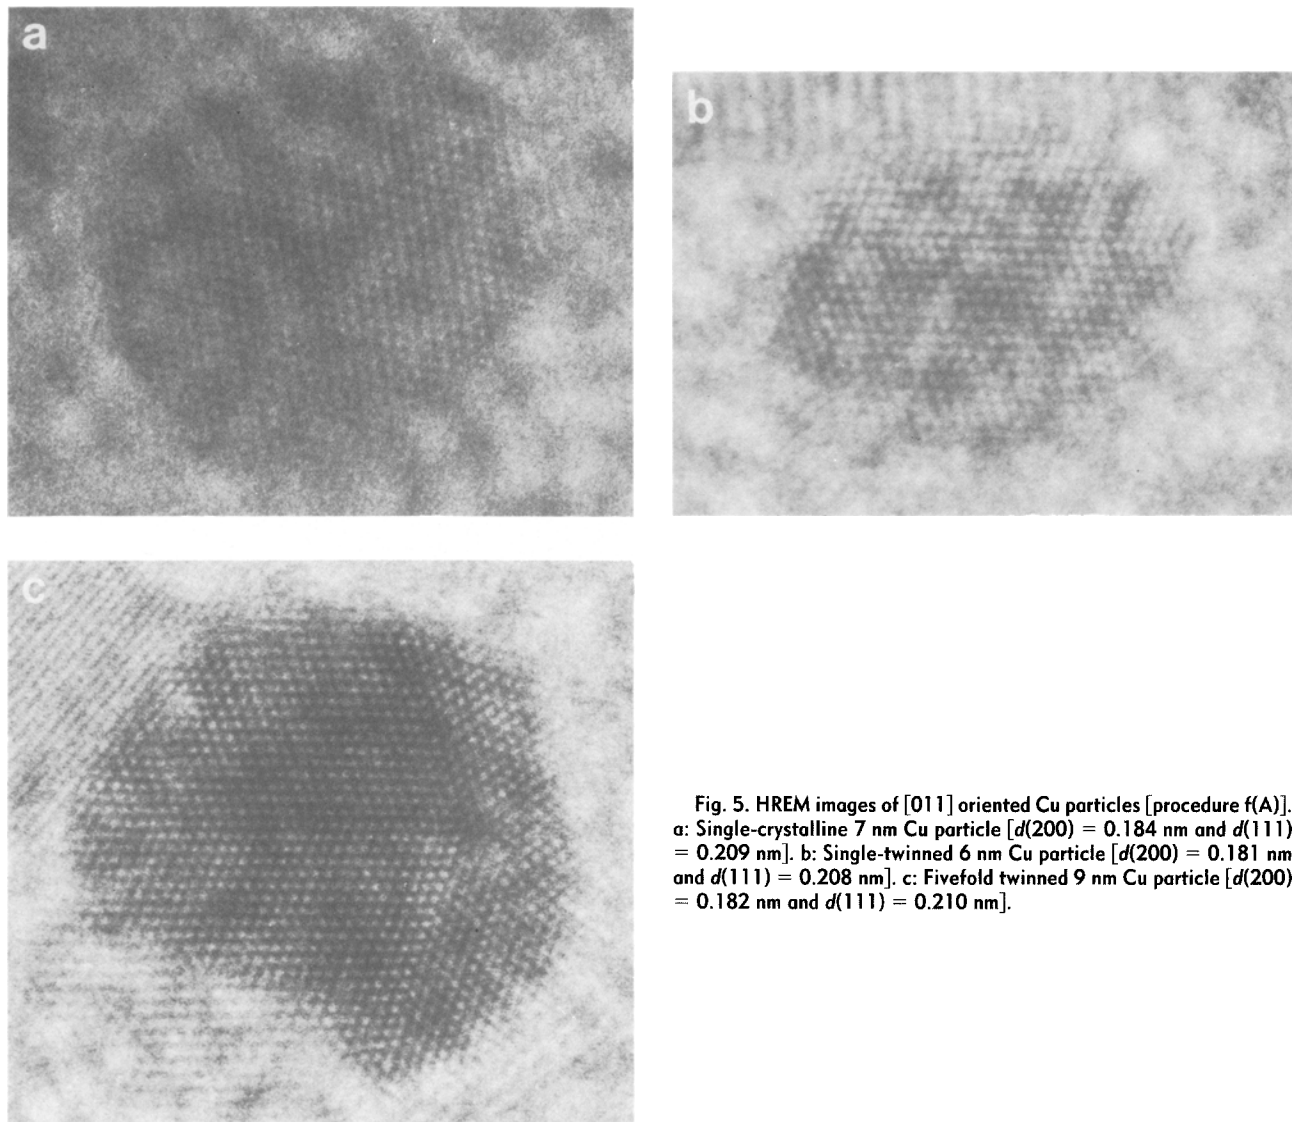 a
b
c
Fig. 5. HREM images of [011] oriented Cu particles [procedure f(A)].
a: Single-crystalline 7 nm Cu particle [d(200) = 0.184 nm and d(111)
= 0.209 nm]. b: Single-twinned 6 nm Cu particle [d(200) = 0.181 nm
and d(111) = 0.208 nm]. c: Fivefold twinned 9 nm Cu particle [d(200)
= 0.182 nm and d(111) = 0.210 nm].